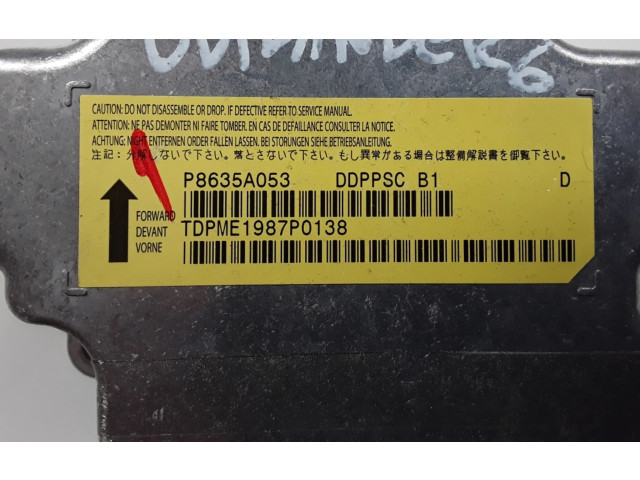 OUTLANDER 6
CAUTION: DO NOT DISASSEMBLE OR DROP. IF DEFECTIVE REFER TO SERVICE MANUAL.
ATTENTION: NE PAS DEMONTER NI FAIRE TOMBER. EN CAS DE DEFAILLANCE CONSULTER LA NOTICE.
ACHTUNG: NICHT ENTFERNEN ORDER FALLEN LASSEN. BEI STORUNGEN SIEHE BETRIEBSANLEITUNG.
注記: 分解しないで下さい。落とさないで下さい。もし異常がある場合は整備解説書を御覧下さい。
P8635A053 DDPPSC B1 D
FORWARD
TDPME1987P0138
DEVANT
VORNE